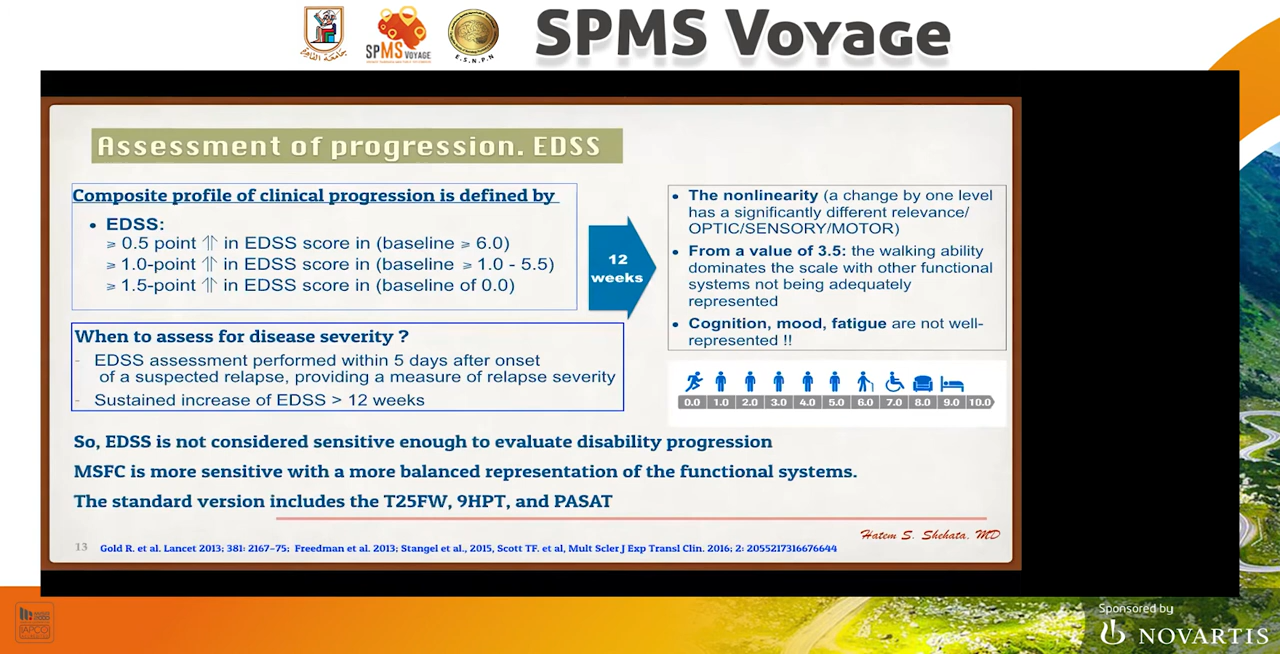 جامعة القاهرة
SPMS VOYAGE
E.S.N.P.N
SPMS Voyage
Assessment of progression. EDSS
Composite profile of clinical progression is defined by
• EDSS:
≥ 0.5 point ⇑ in EDSS score in (baseline ≥ 6.0)
≥ 1.0-point ⇑ in EDSS score in (baseline ≥ 1.0 - 5.5)
≥ 1.5-point ⇑ in EDSS score in (baseline of 0.0)
12
weeks
• The nonlinearity (a change by one level
has a significantly different relevance/
OPTIC/SENSORY/MOTOR)
• From a value of 3.5: the walking ability
dominates the scale with other functional
systems not being adequately
represented
• Cognition, mood, fatigue are not well-
represented !!
When to assess for disease severity ?
- EDSS assessment performed within 5 days after onset
of a suspected relapse, providing a measure of relapse severity
- Sustained increase of EDSS > 12 weeks
0.0 1.0 2.0 3.0 4.0 5.0 6.0 7.0 8.0 9.0 10.0
So, EDSS is not considered sensitive enough to evaluate disability progression
MSFC is more sensitive with a more balanced representation of the functional systems.
The standard version includes the T25FW, 9HPT, and PASAT
Hatem S. Shehata, MD
13 Gold R. et al. Lancet 2013; 381: 2167–75; Freedman et al. 2013; Stangel et al., 2015, Scott TF. et al, Mult Scler J Exp Transl Clin. 2016; 2: 2055217316676644
Sponsored by
NOVARTIS